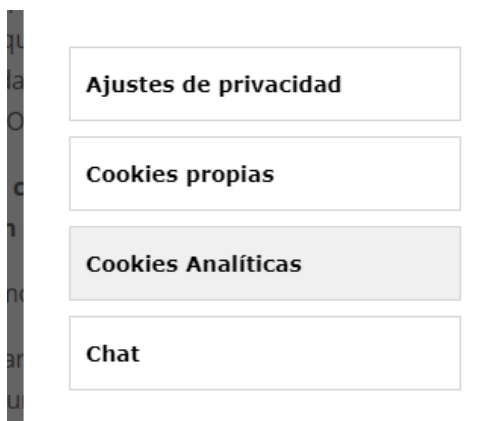 Ajustes de privacidad
Cookies propias
Cookies Analíticas
Chat